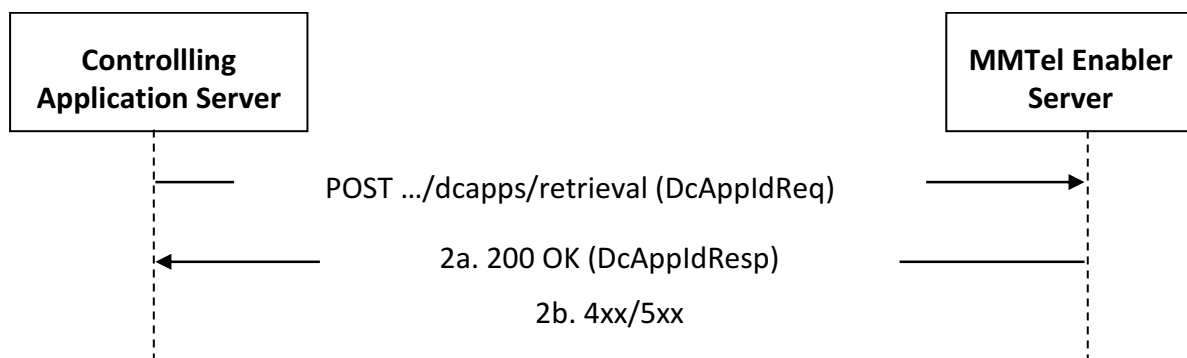 Controllling
Application Server
MMTel Enabler
Server
POST …/dcapps/retrieval (DcAppIdReq)
2a. 200 OK (DcAppIdResp)
2b. 4xx/5xx